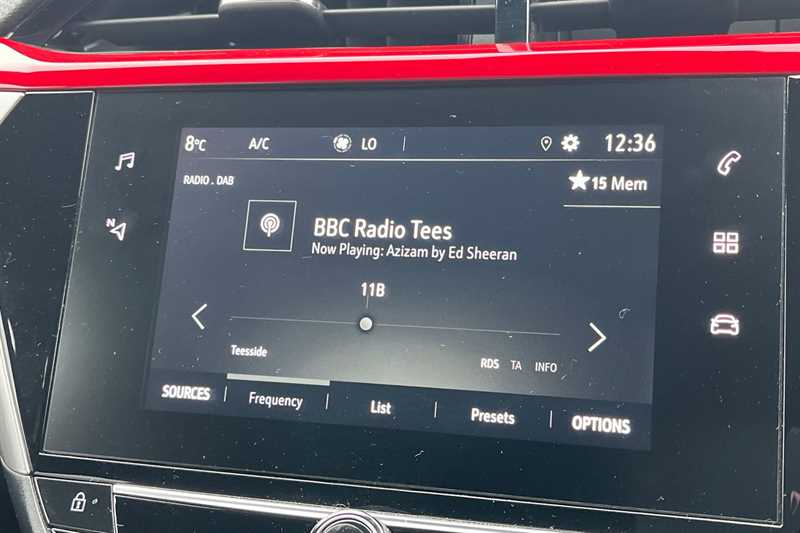 8°C A/C LO 12:36
RADIO . DAB
15 Mem
BBC Radio Tees
Now Playing: Azizam by Ed Sheeran
11B
Teesside
RDS TA INFO
SOURCES Frequency List Presets OPTIONS
N